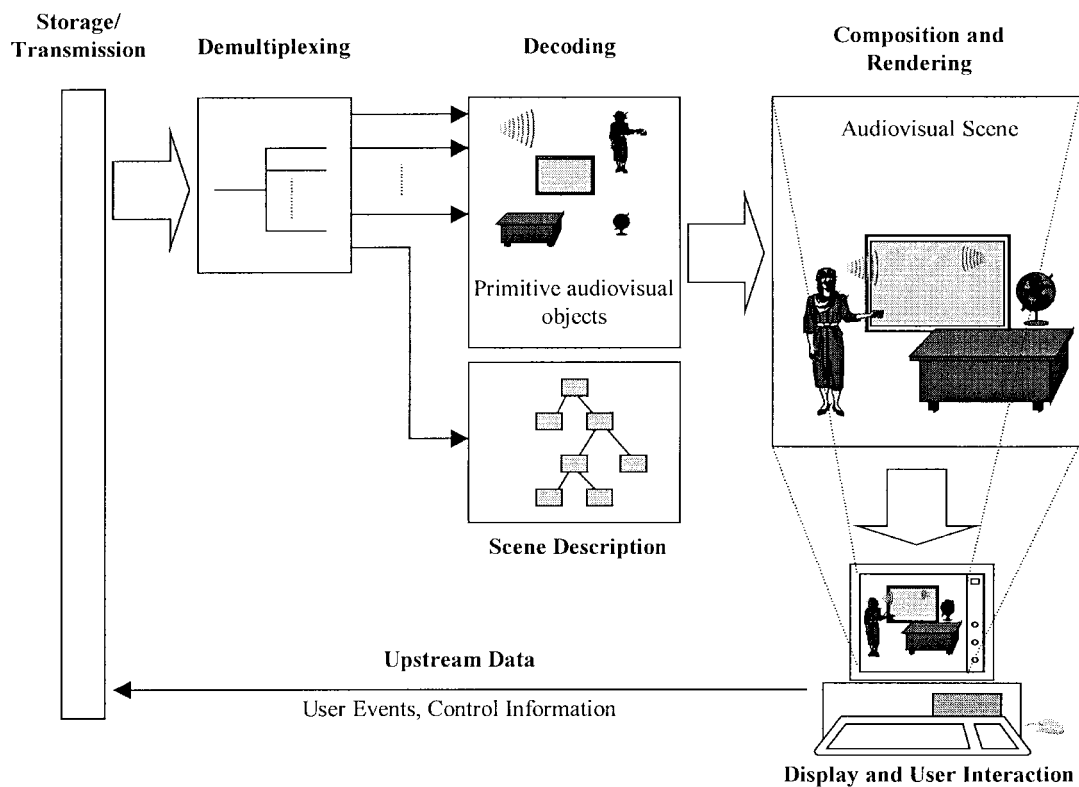 Storage/
Transmission
Demultiplexing
Decoding
Composition and
Rendering
Audiovisual Scene
Primitive audiovisual
objects
Scene Description
Upstream Data
User Events, Control Information
Display and User Interaction